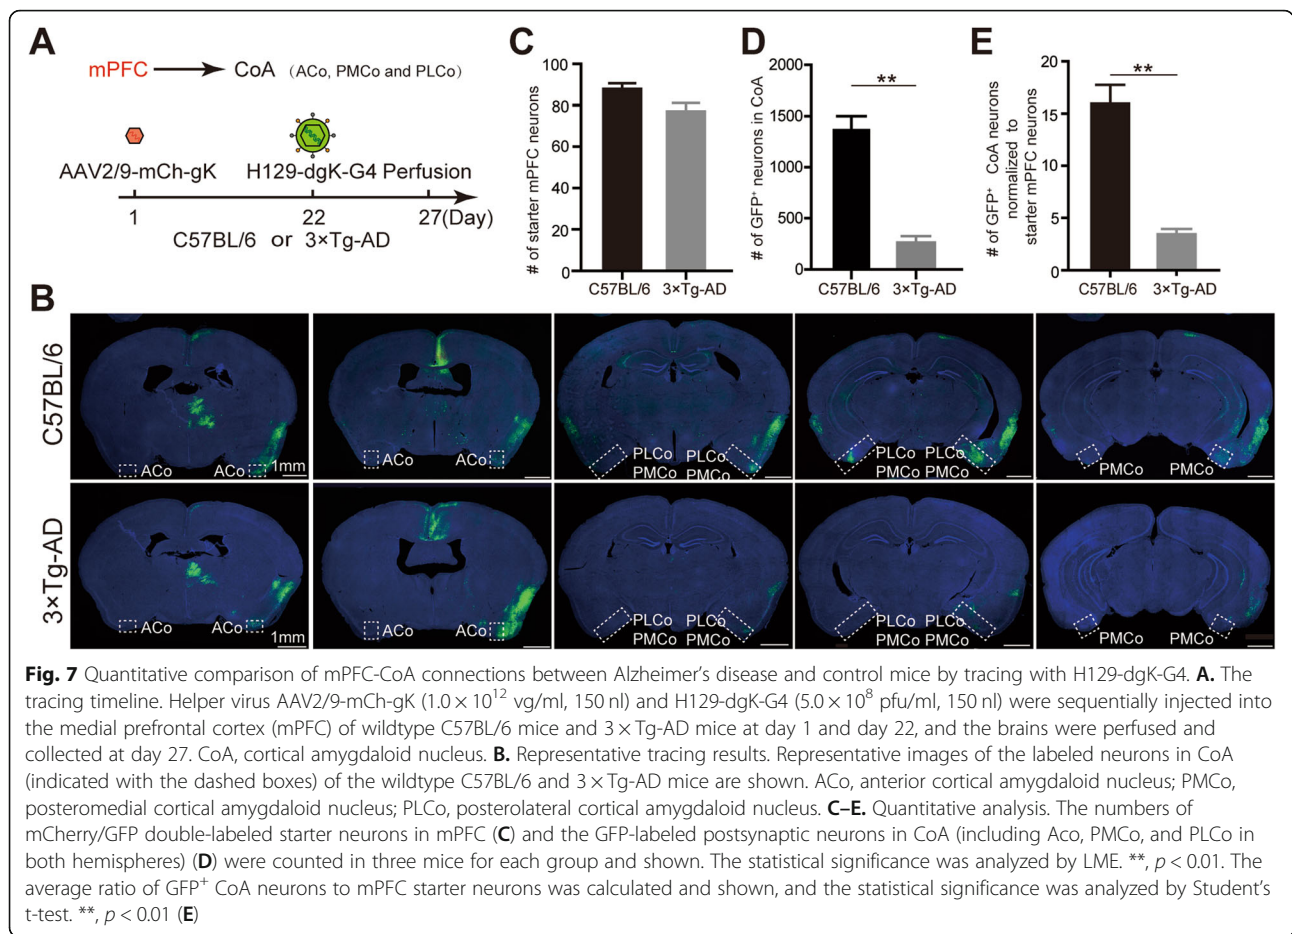 A
mPFC → CoA (ACo, PMCo and PLCo)
AAV2/9-mCh-gK H129-dgK-G4 Perfusion
1 22 27(Day)
C57BL/6 or 3×Tg-AD
C
# of starter mPFC neurons
100
80
60
40
20
0
C57BL/6 3×Tg-AD
D
# of GFP⁺ neurons in CoA
2000
1500
1000
500
0
**
C57BL/6 3×Tg-AD
E
# of GFP⁺ CoA neurons
normalized to
starter mPFC neurons
20
16
12
8
4
0
**
C57BL/6 3×Tg-AD
B
C57BL/6
ACo ACo 1mm
ACo ACo
PLCo PLCo
PMCo PMCo
PLCo PLCo
PMCo PMCo
PMCo PMCo
3×Tg-AD
ACo ACo 1mm
ACo ACo
PLCo PLCo
PMCo PMCo
PLCo PLCo
PMCo PMCo
PMCo PMCo
Fig. 7 Quantitative comparison of mPFC-CoA connections between Alzheimer's disease and control mice by tracing with H129-dgK-G4. A. The
tracing timeline. Helper virus AAV2/9-mCh-gK (1.0 × 10¹² vg/ml, 150 nl) and H129-dgK-G4 (5.0 × 10⁸ pfu/ml, 150 nl) were sequentially injected into
the medial prefrontal cortex (mPFC) of wildtype C57BL/6 mice and 3 × Tg-AD mice at day 1 and day 22, and the brains were perfused and
collected at day 27. CoA, cortical amygdaloid nucleus. B. Representative tracing results. Representative images of the labeled neurons in CoA
(indicated with the dashed boxes) of the wildtype C57BL/6 and 3 × Tg-AD mice are shown. ACo, anterior cortical amygdaloid nucleus; PMCo,
posteromedial cortical amygdaloid nucleus; PLCo, posterolateral cortical amygdaloid nucleus. C–E. Quantitative analysis. The numbers of
mCherry/GFP double-labeled starter neurons in mPFC (C) and the GFP-labeled postsynaptic neurons in CoA (including Aco, PMCo, and PLCo in
both hemispheres) (D) were counted in three mice for each group and shown. The statistical significance was analyzed by LME. **, p < 0.01. The
average ratio of GFP⁺ CoA neurons to mPFC starter neurons was calculated and shown, and the statistical significance was analyzed by Student's
t-test. **, p < 0.01 (E)